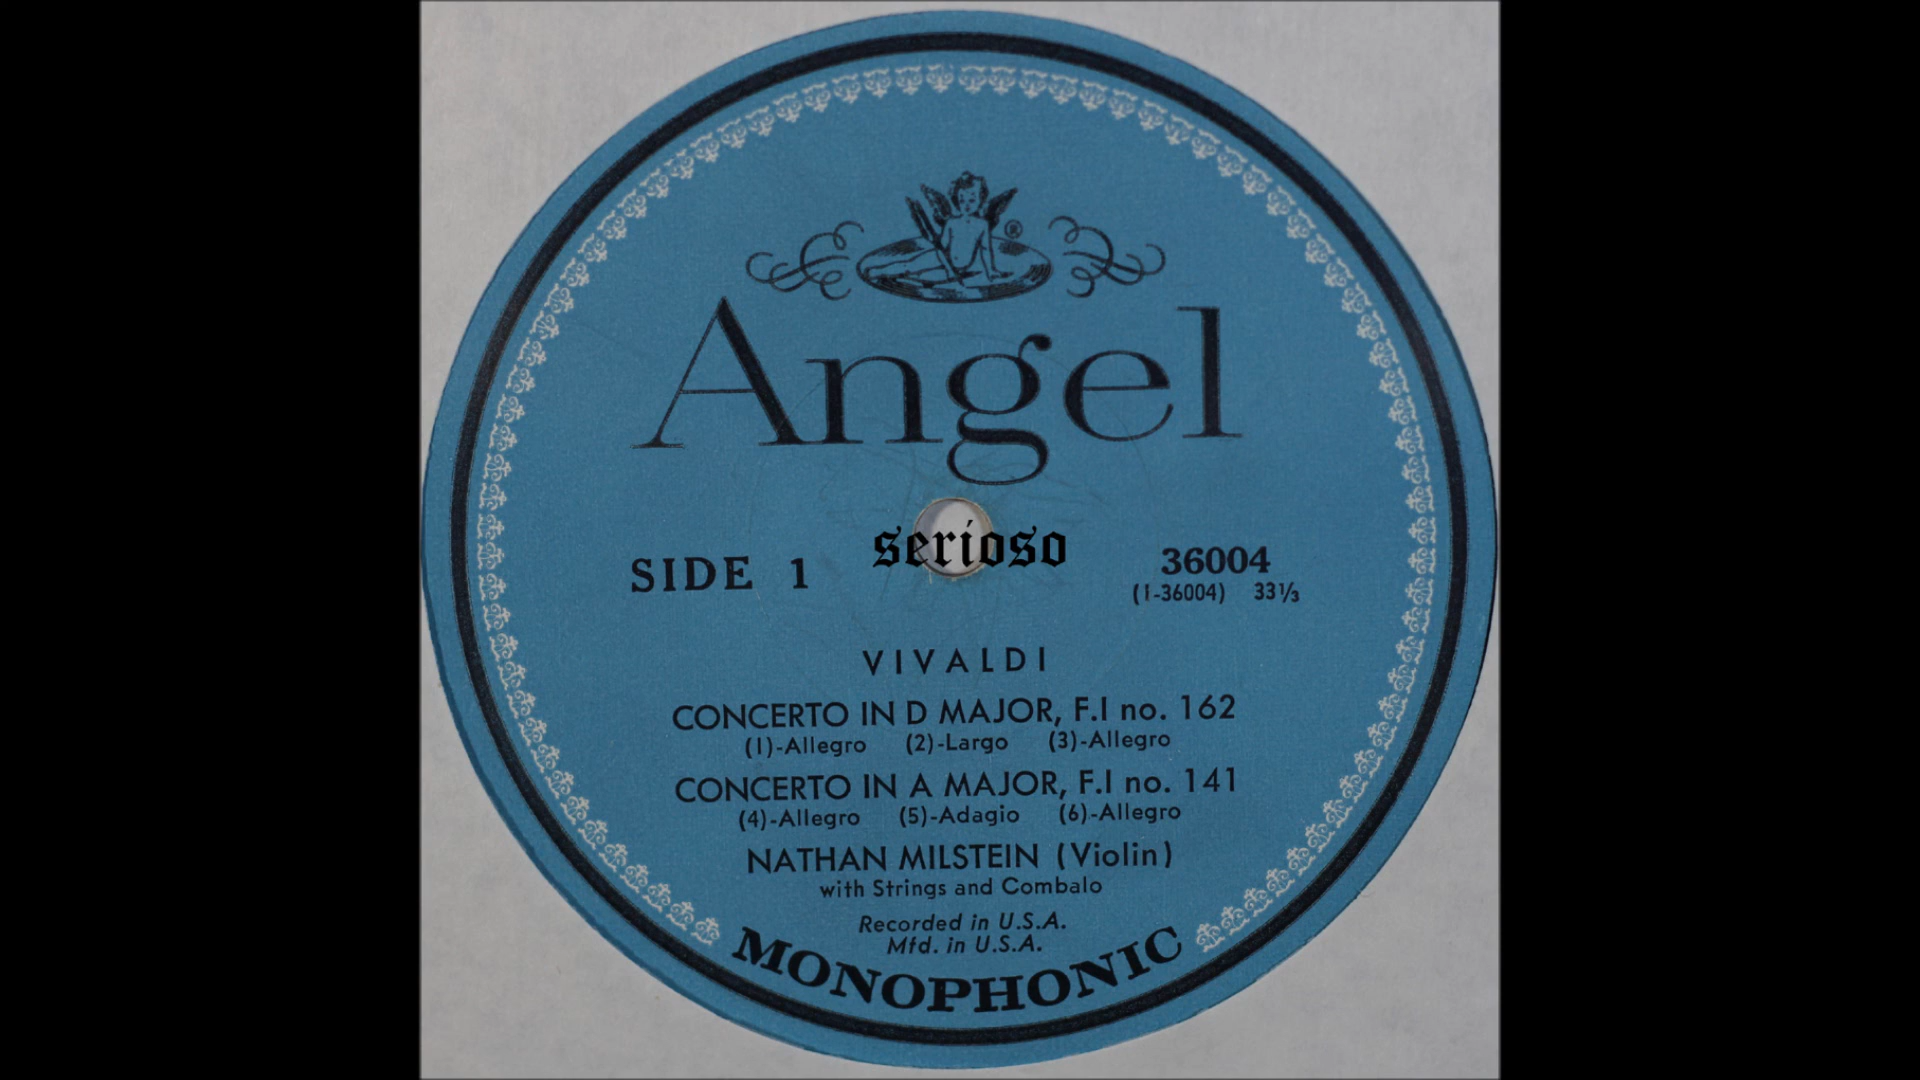 ®
Angel
serioso
SIDE 1
36004
(1-36004) 33⅓
VIVALDI
CONCERTO IN D MAJOR, F.I no. 162
(1)-Allegro (2)-Largo (3)-Allegro
CONCERTO IN A MAJOR, F.I no. 141
(4)-Allegro (5)-Adagio (6)-Allegro
NATHAN MILSTEIN (Violin)
with Strings and Combalo
Recorded in U.S.A.
Mfd. in U.S.A.
MONOPHONIC